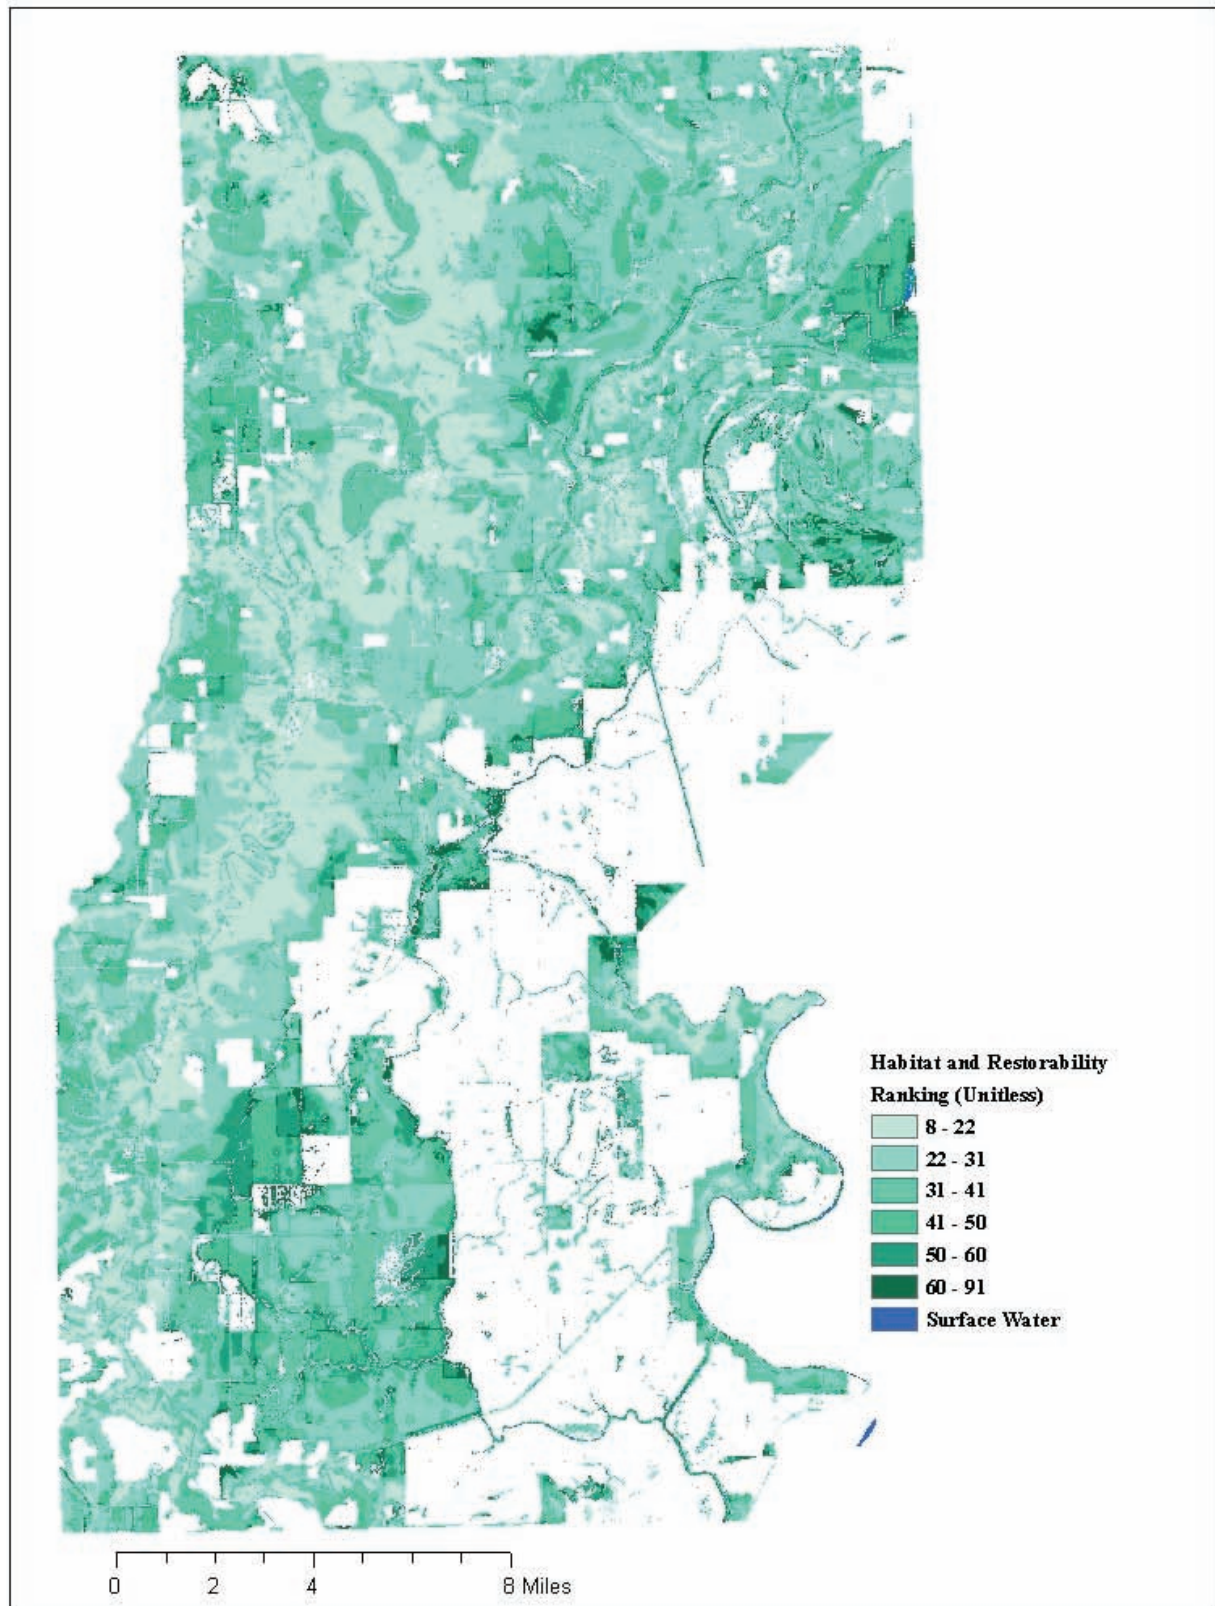 Habitat and Restorability
Ranking (Unitless)
8 - 22
22 - 31
31 - 41
41 - 50
50 - 60
60 - 91
Surface Water
0 2 4 8 Miles